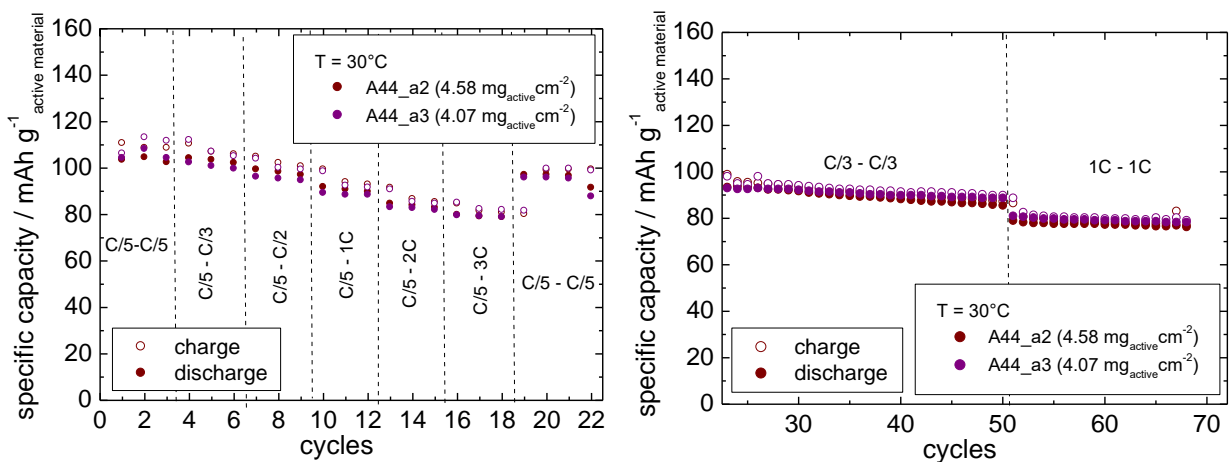 specific capacity / mAh g-1 active material
160
140
120
100
80
60
40
20
0
T = 30°C
A44_a2 (4.58 mgactivecm-2)
A44_a3 (4.07 mgactivecm-2)
C/5-C/5
C/5 - C/3
C/5 - C/2
C/5 - 1C
C/5 - 2C
C/5 - 3C
C/5 - C/5
charge
discharge
0 2 4 6 8 10 12 14 16 18 20 22
cycles
specific capacity / mAh g-1 active material
160
140
120
100
80
60
40
20
0
C/3 - C/3
1C - 1C
T = 30°C
A44_a2 (4.58 mgactivecm-2)
A44_a3 (4.07 mgactivecm-2)
charge
discharge
30 40 50 60 70
cycles